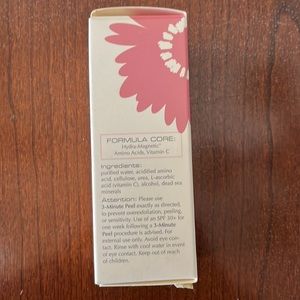 FORMULA CORE:
Hydra-Magnetic™
Amino Acids, Vitamin C
Ingredients:
purified water, acidified amino
acid, cellulose, urea, L-ascorbic
acid (vitamin C), alcohol, dead sea
minerals
Attention: Please use
3-Minute Peel exactly as directed,
to prevent overexfoliation, peeling,
or sensitivity. Use of an SPF 30+ for
one week following a 3-Minute
Peel procedure is advised. For
external use only. Avoid eye con-
tact. Rinse with cool water in event
of eye contact. Keep out of reach
of children.